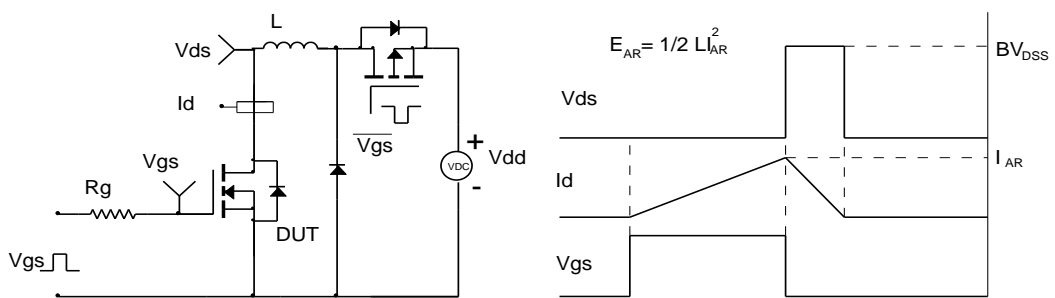 L
Vds
Id
Vgs
Rg
DUT
Vgs
Vgs
+
VDC
-
Vdd
E_AR = 1/2 LI²_AR
BV_DSS
Vds
I_AR
Id
Vgs